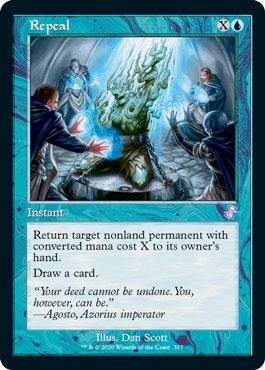 Repeal X
Instant
Return target nonland permanent with
converted mana cost X to its owner's
hand.
Draw a card.
“Your deed cannot be undone. You,
however, can be.”
—Agosto, Azorius imperator
Illus. Dan Scott
™ & © 2020 Wizards of the Coast 317